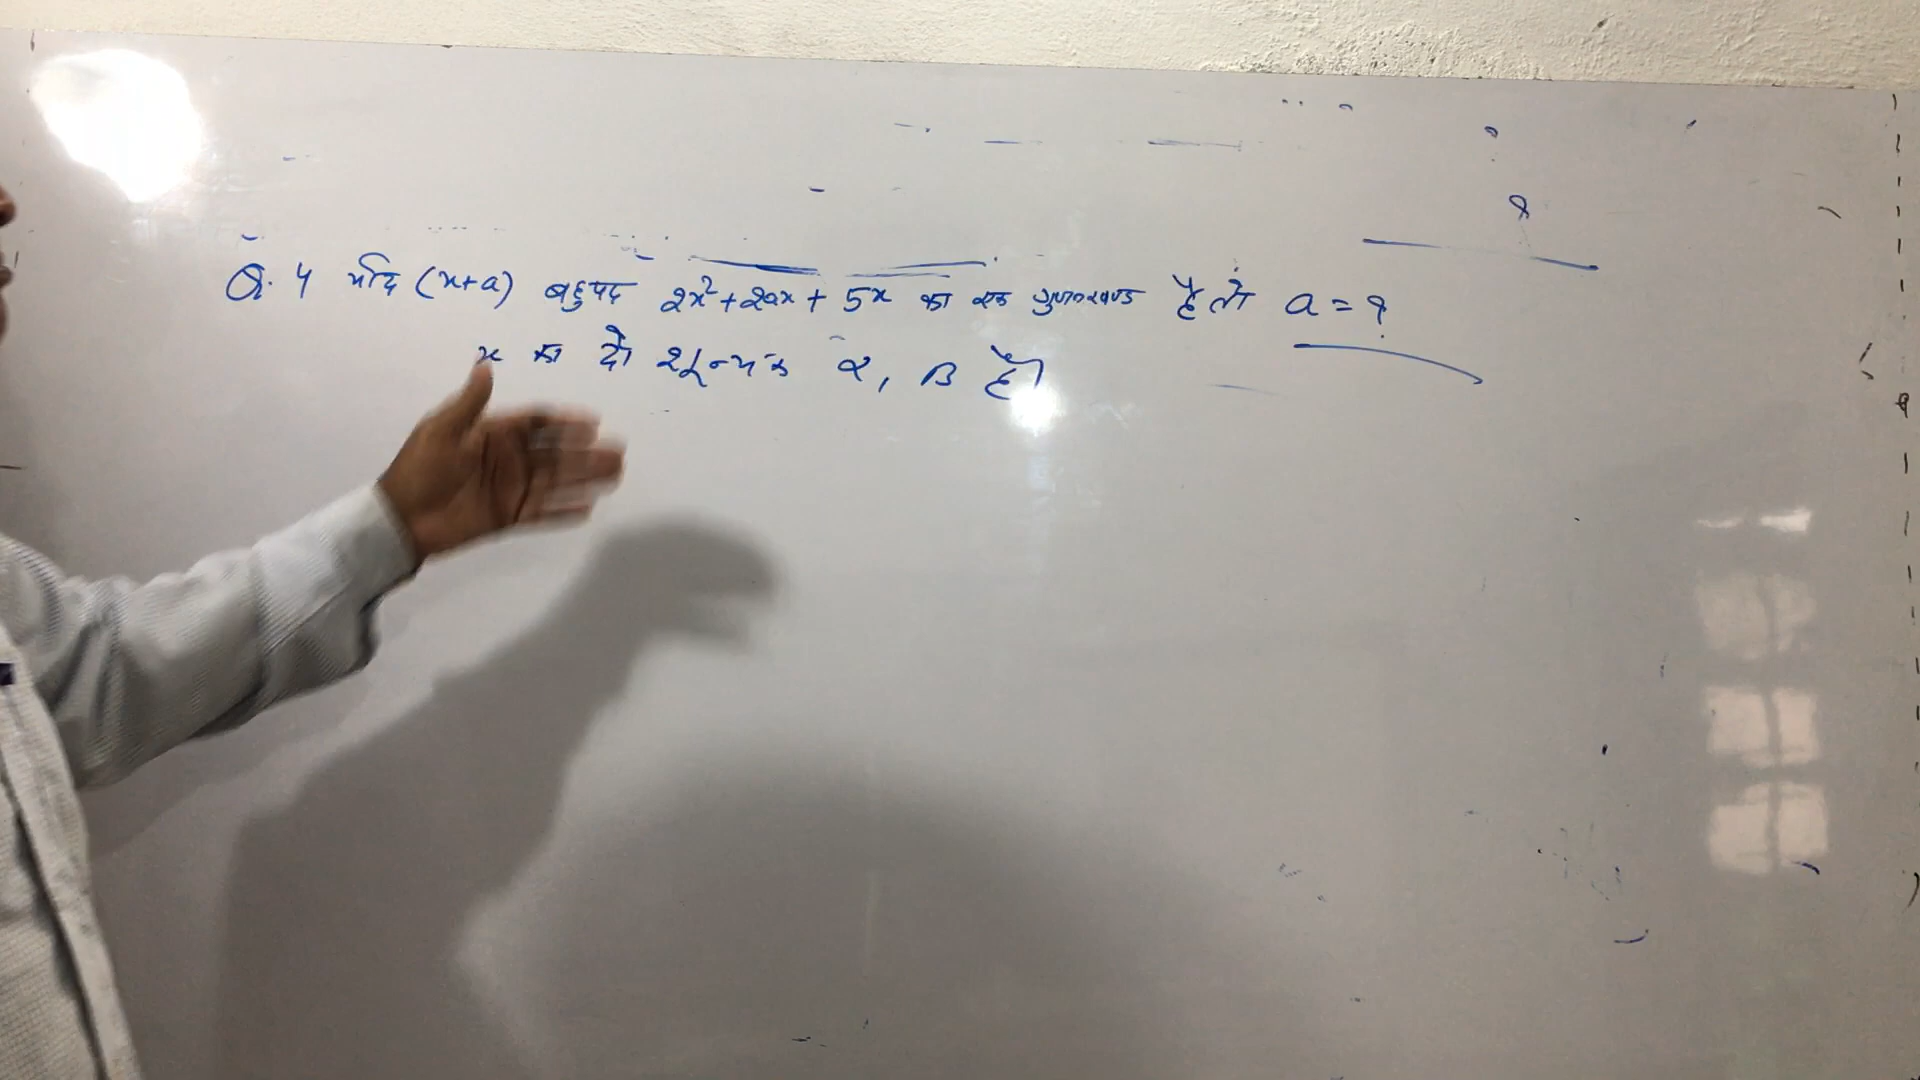 Q. 4 यदि (x+a) बहुपद 2x²+2ax+5x का एक गुणनखण्ड है तो a = ?
x का दो शून्यक α, β है।